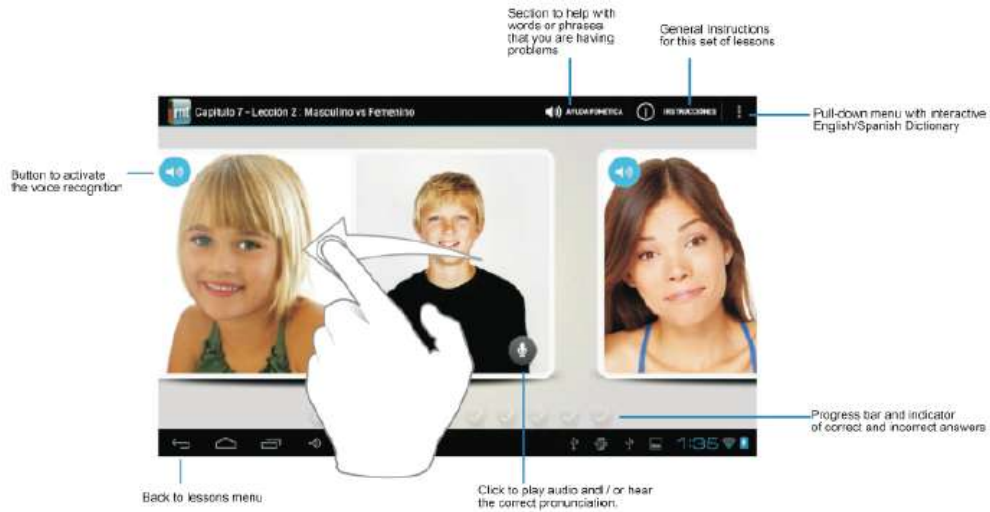 Section to help with
words or phrases
that you are having
problems
General Instructions
for this set of lessons
mt
Capítulo 7 – Lección 2 : Masculino vs Femenino
AYUDA FONETICA
INSTRUCCIONES
Pull-down menu with interactive
English/Spanish Dictionary
Button to activate
the voice recognition
Progress bar and indicator
of correct and incorrect answers
1:35
Back to lessons menu
Click to play audio and / or hear
the correct pronunciation.